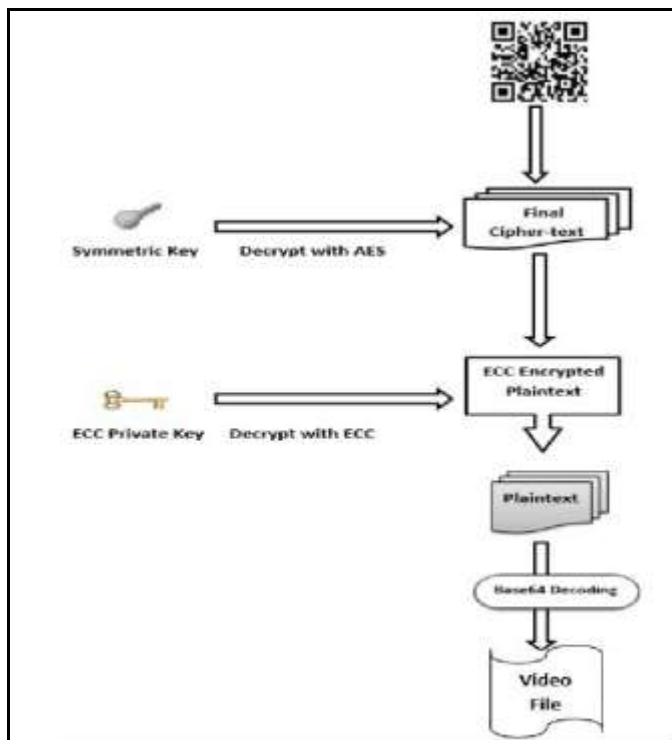 Final
Cipher-text
Symmetric Key
Decrypt with AES
ECC Encrypted
Plaintext
ECC Private Key
Decrypt with ECC
Plaintext
Base64 Decoding
Video
File